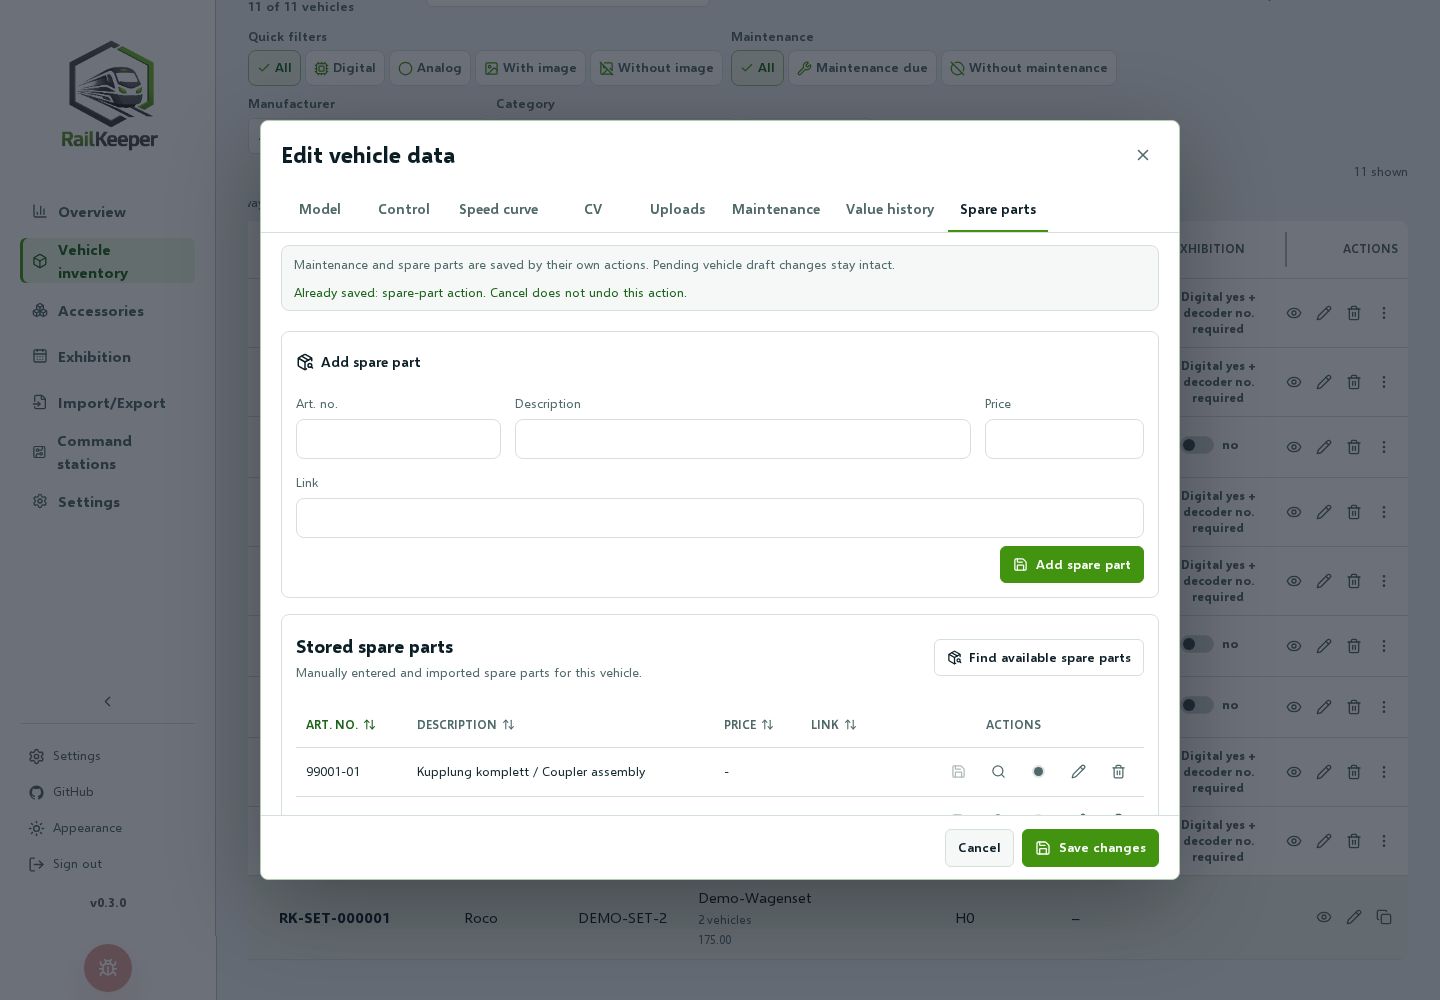 11 of 11 vehicles
Quick filters
Maintenance
All
Digital
Analog
With image
Without image
All
Maintenance due
Without maintenance
Manufacturer
Category
RailKeeper
11 shown
Overview
Vehicle
inventory
Accessories
Exhibition
Import/Export
Command
stations
Settings
Settings
GitHub
Appearance
Sign out
v0.3.0
Edit vehicle data
Model
Control
Speed curve
CV
Uploads
Maintenance
Value history
Spare parts
Maintenance and spare parts are saved by their own actions. Pending vehicle draft changes stay intact.
Already saved: spare-part action. Cancel does not undo this action.
Add spare part
Art. no.
Description
Price
Link
Add spare part
Stored spare parts
Manually entered and imported spare parts for this vehicle.
Find available spare parts
ART. NO.
DESCRIPTION
PRICE
LINK
ACTIONS
99001-01
Kupplung komplett / Coupler assembly
-
Cancel
Save changes
XHIBITION
ACTIONS
Digital yes +
decoder no.
required
Digital yes +
decoder no.
required
no
Digital yes +
decoder no.
required
Digital yes +
decoder no.
required
no
no
Digital yes +
decoder no.
required
Digital yes +
decoder no.
required
RK-SET-000001
Roco
DEMO-SET-2
Demo-Wagenset
2 vehicles
175.00
H0
–